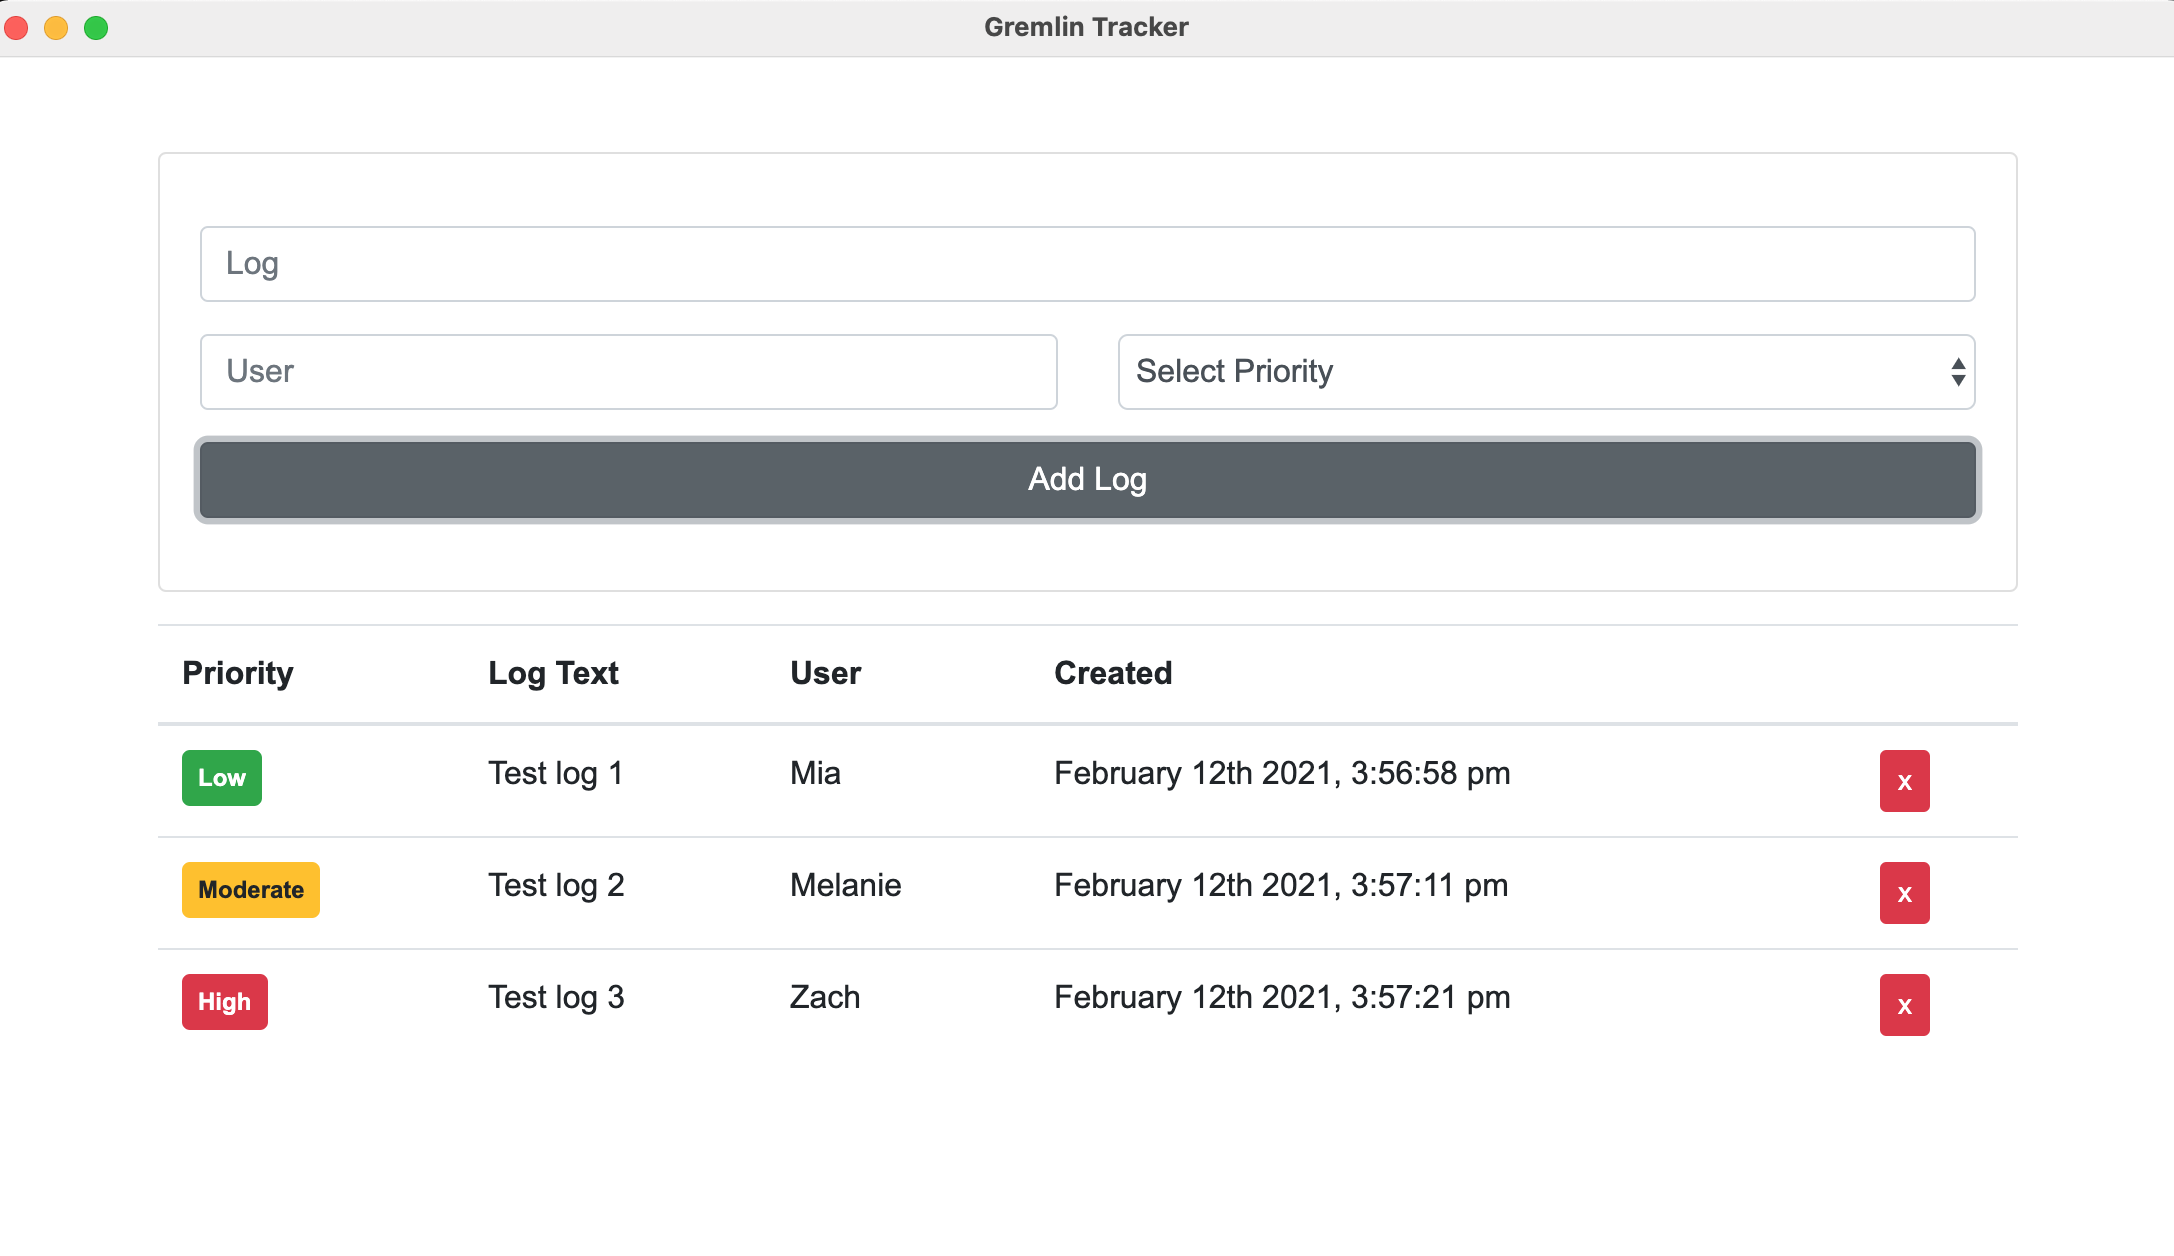 Gremlin Tracker
Log
User Select Priority
Add Log
Priority Log Text User Created
Low Test log 1 Mia February 12th 2021, 3:56:58 pm x
Moderate Test log 2 Melanie February 12th 2021, 3:57:11 pm x
High Test log 3 Zach February 12th 2021, 3:57:21 pm x